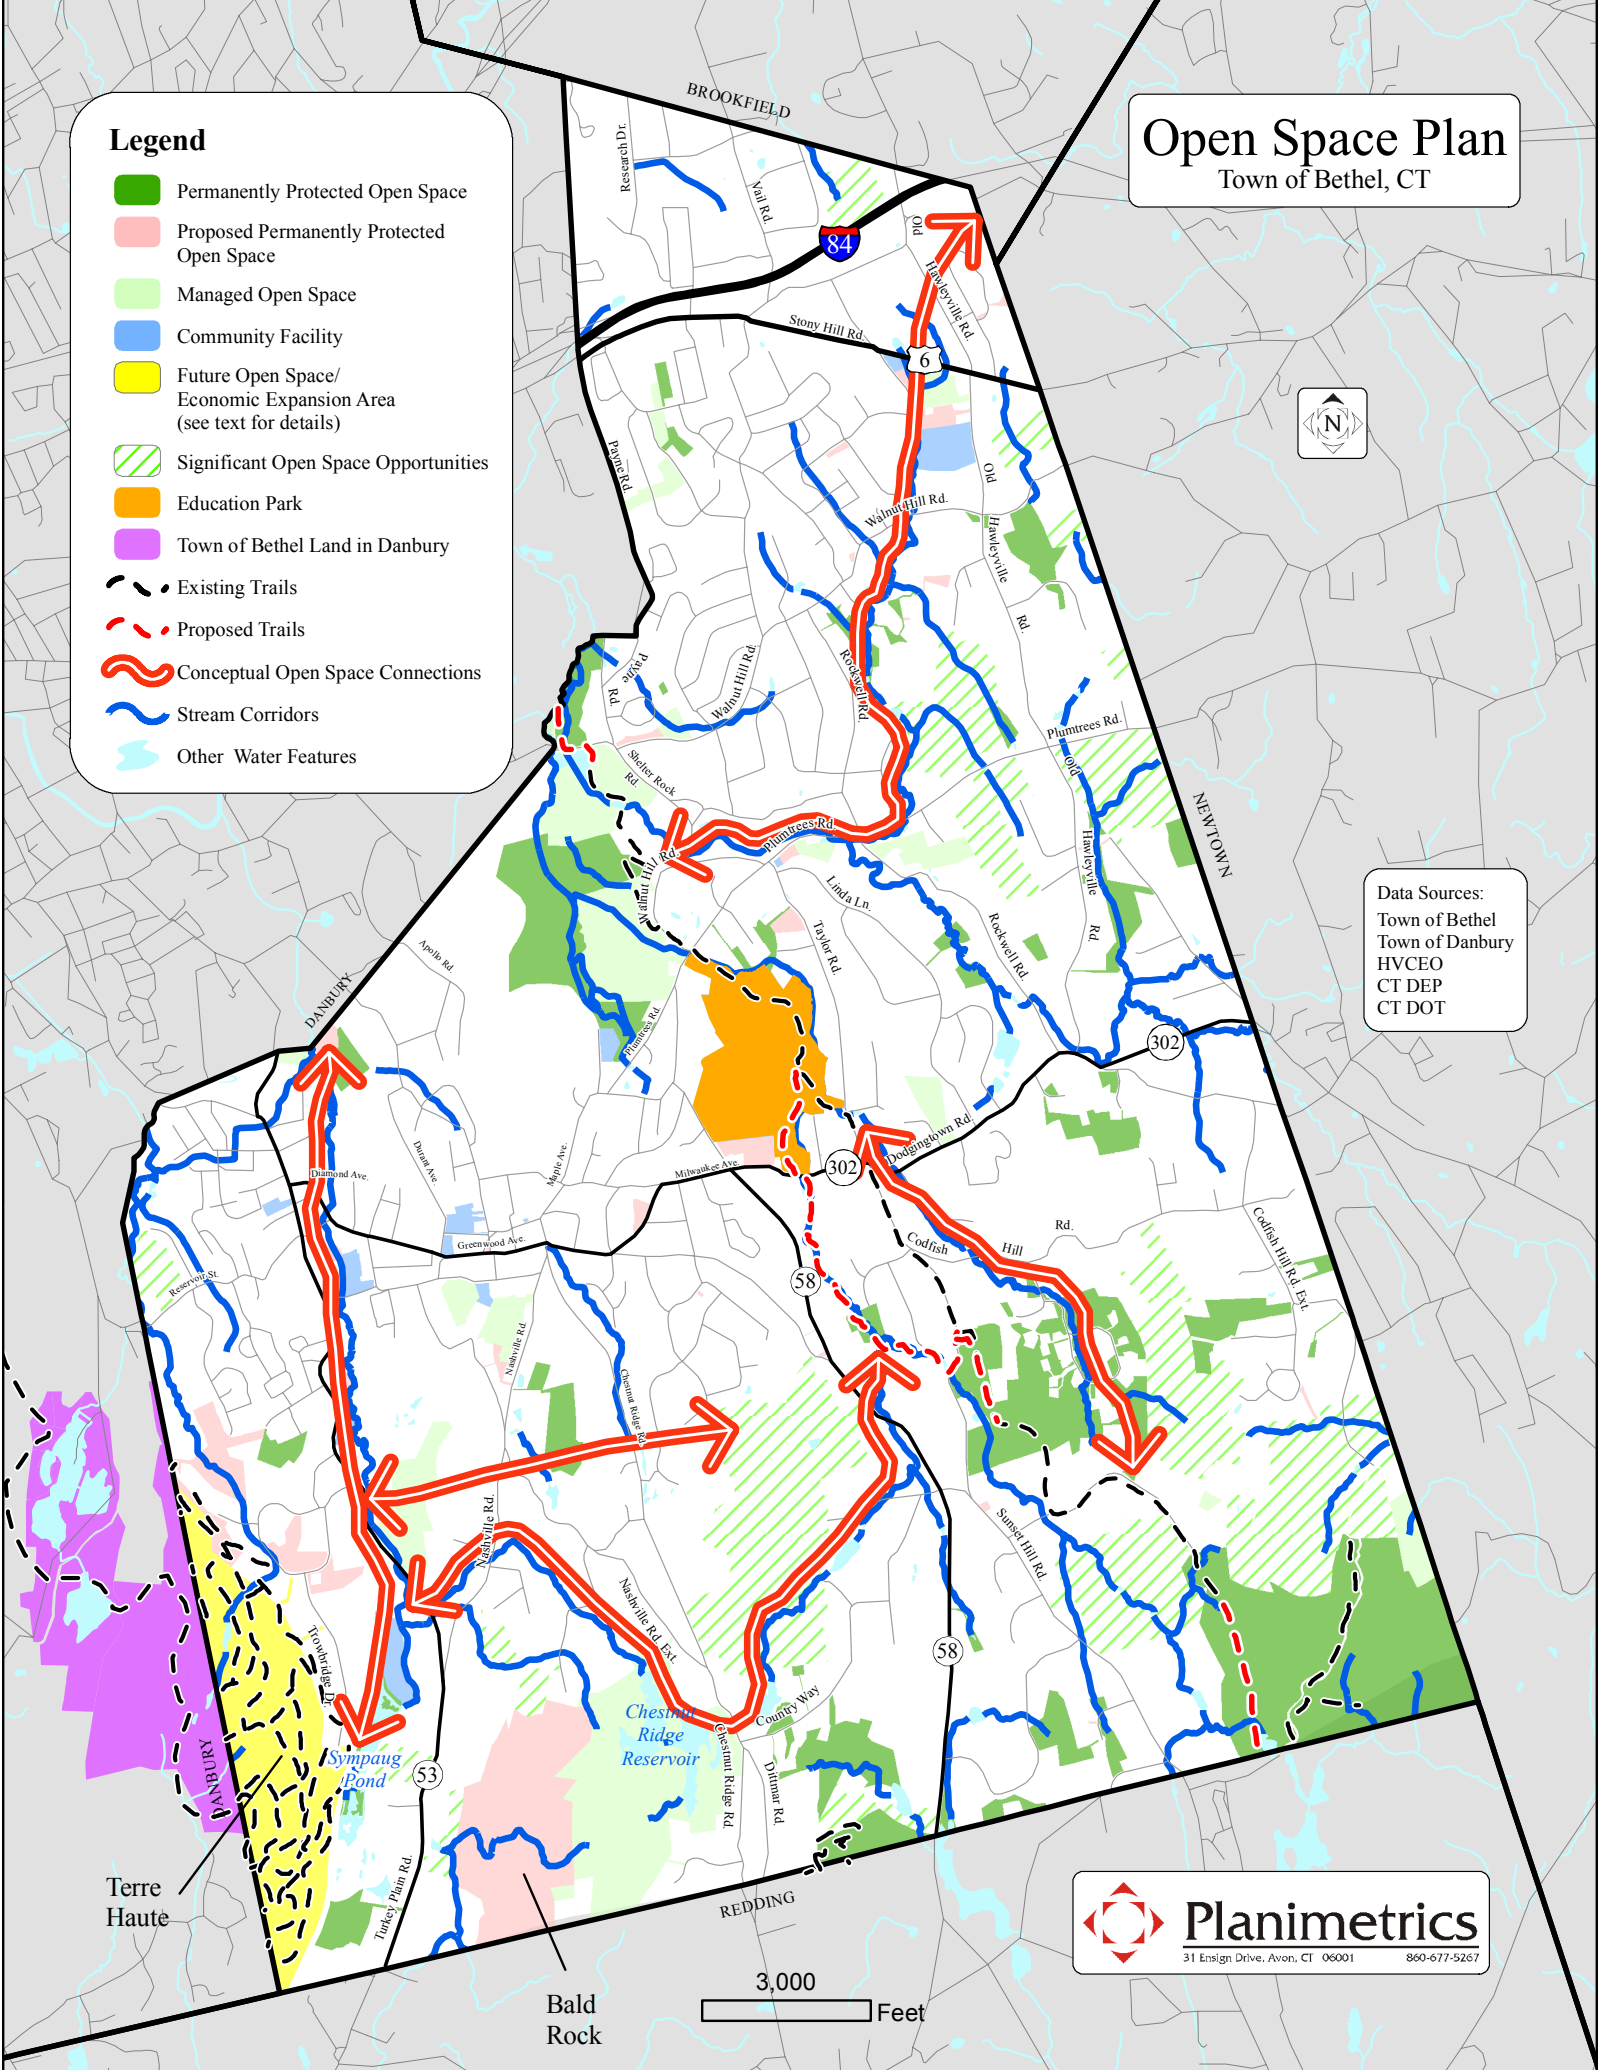 Open Space Plan
Town of Bethel, CT
Legend
Permanently Protected Open Space
Proposed Permanently Protected
Open Space
Managed Open Space
Community Facility
Future Open Space/
Economic Expansion Area
(see text for details)
Significant Open Space Opportunities
Education Park
Town of Bethel Land in Danbury
Existing Trails
Proposed Trails
Conceptual Open Space Connections
Stream Corridors
Other Water Features
BROOKFIELD
Research Dr.
Vail Rd.
84
Old
Hawleyville Rd.
Stony Hill Rd.
6
N
Payne Rd.
Walnut Hill Rd.
Old
Hawleyville
Rd.
Payne
Rd.
Walnut Hill Rd.
Rockwell Rd.
Plumtrees Rd.
Old
Hawleyville
Rd.
Shelter Rock
Rd.
Plumtrees Rd.
Walnut Hill Rd.
NEWTOWN
Linda Ln.
Taylor Rd.
Rockwell Rd.
Data Sources:
Town of Bethel
Town of Danbury
HVCEO
CT DEP
CT DOT
Apollo Rd.
DANBURY
Plumtrees Rd.
302
Dodgingtown Rd.
302
Diamond Ave.
Durant Ave.
Maple Ave.
Milwaukee Ave.
Greenwood Ave.
Reservoir St.
58
Codfish
Hill
Rd.
Codfish Hill Rd. Ext.
Nashville Rd.
Chestnut Ridge Rd.
Nashville Rd.
Sunset Hill Rd.
Nashville Rd. Ext.
Trowbridge Dr.
58
Chestnut
Ridge
Reservoir
Country Way
Chestnut Ridge Rd.
Dittmar Rd.
DANBURY
Sympaug
Pond
53
Turkey Plain Rd.
Terre
Haute
REDDING
Bald
Rock
3,000
Feet
Planimetrics
31 Ensign Drive, Avon, CT 06001 860-677-5267